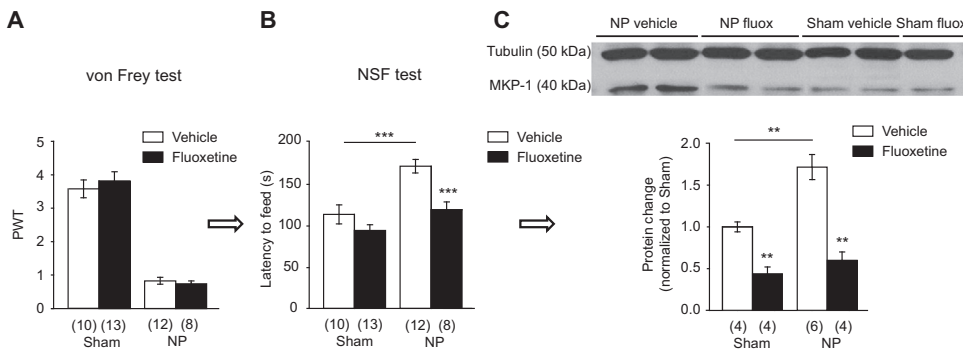 A
von Frey test
5
4
3
2
1
0
PWT
Vehicle
Fluoxetine
(10) (13) (12) (8)
Sham NP
B
NSF test
200
150
100
50
0
Latency to feed (s)
***
Vehicle
Fluoxetine
***
(10) (13) (12) (8)
Sham NP
C
NP vehicle NP fluox Sham vehicle Sham fluox
Tubulin (50 kDa)
MKP-1 (40 kDa)
2.0
1.5
1.0
0.5
0.0
Protein change
(normalized to Sham)
**
Vehicle
Fluoxetine
**
**
(4) (4) (6) (4)
Sham NP